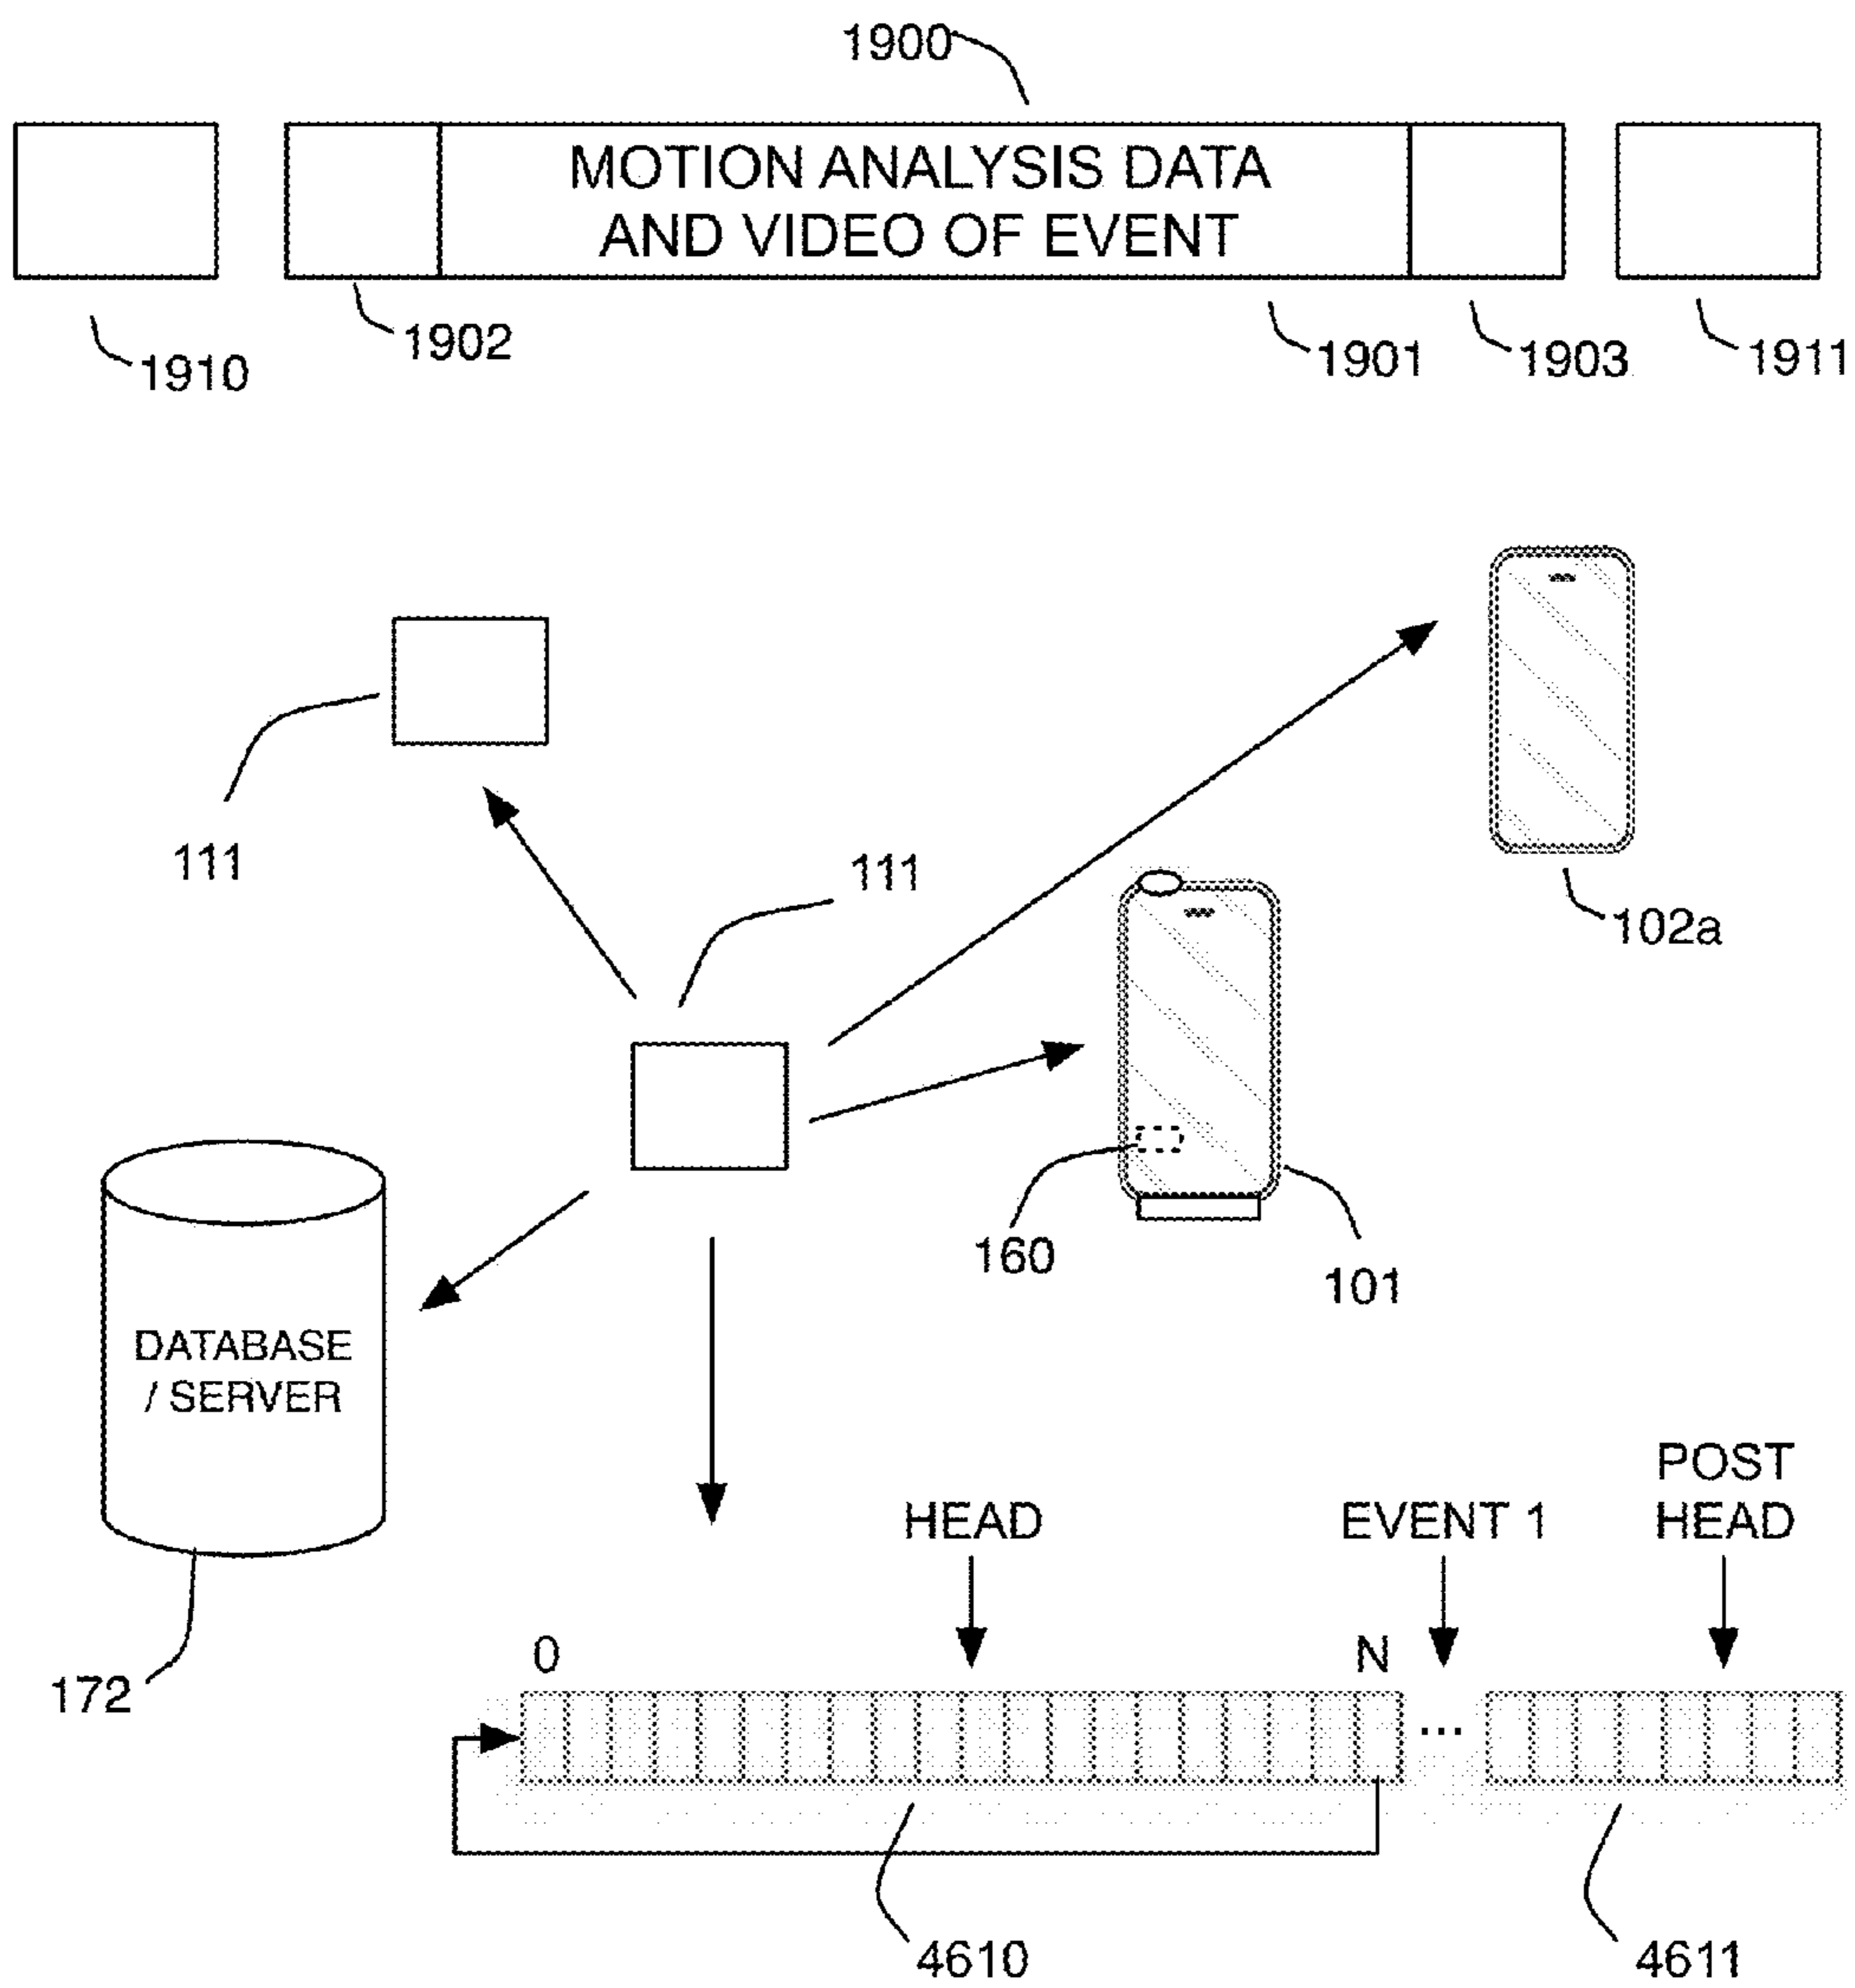 1900
MOTION ANALYSIS DATA
AND VIDEO OF EVENT
1902
1910
1901
1903
1911
111
111
102a
160
101
DATABASE
/ SERVER
172
HEAD
EVENT 1
POST
HEAD
0
N
...
4610
4611